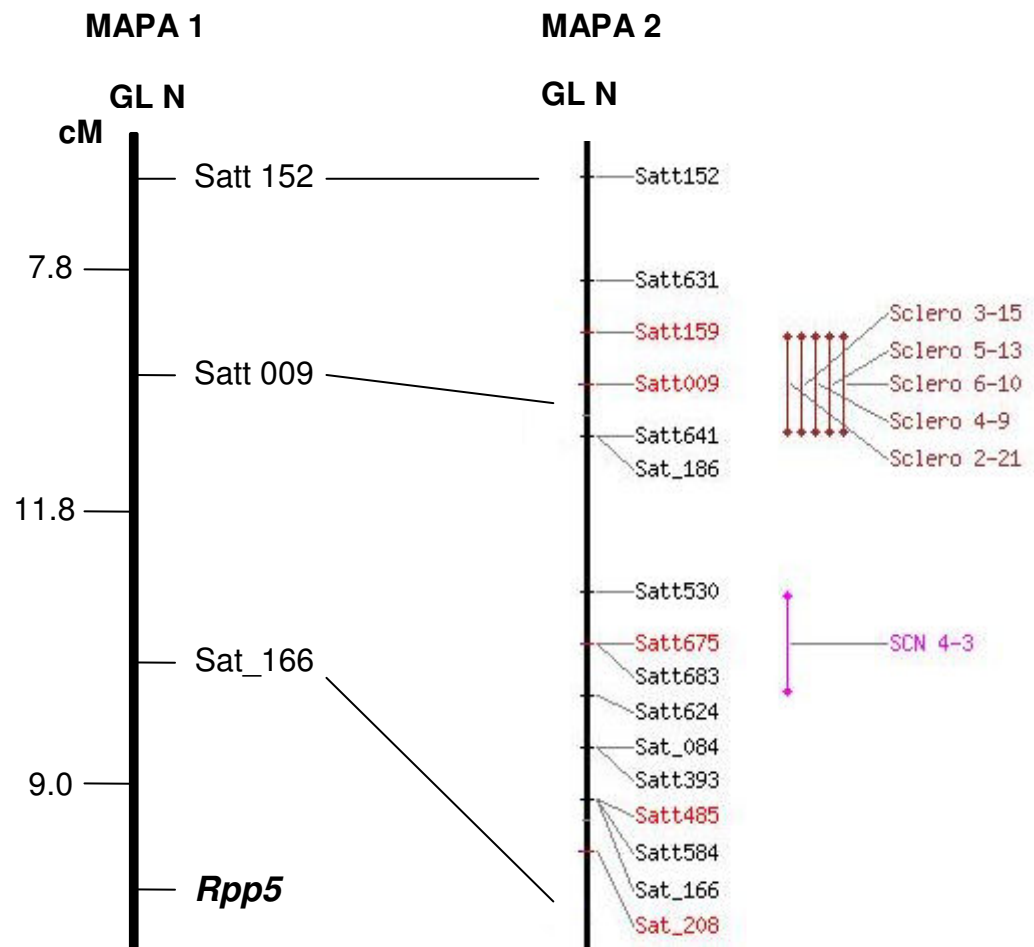 MAPA 1
GL N
cM
Satt 152
7.8
Satt 009
11.8
Sat_166
9.0
Rpp5
MAPA 2
GL N
Satt152
Satt631
Satt159
Satt009
Satt641
Sat_186
Satt530
Satt675
Satt683
Satt624
Sat_084
Satt393
Satt485
Satt584
Sat_166
Sat_208
Sclero 3-15
Sclero 5-13
Sclero 6-10
Sclero 4-9
Sclero 2-21
SCN 4-3